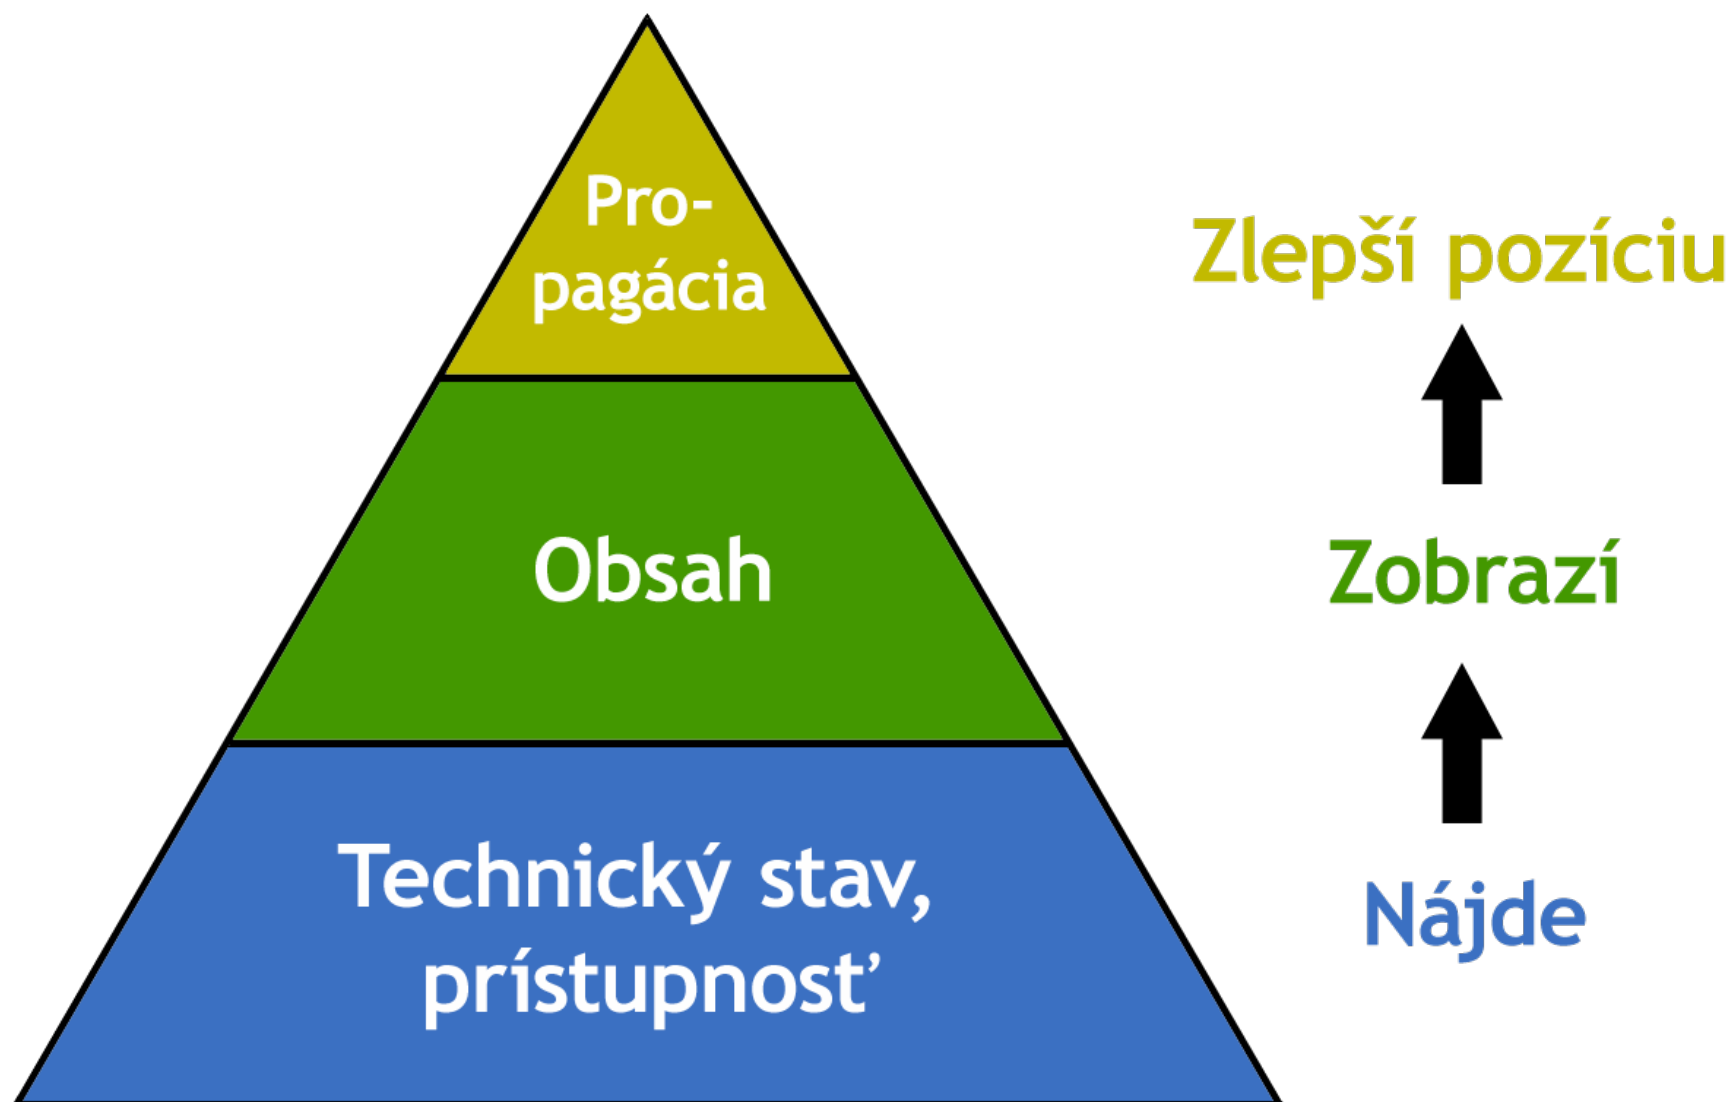 Pro-
pagácia
Obsah
Technický stav,
prístupnosť
Zlepší pozíciu
Zobrazí
Nájde